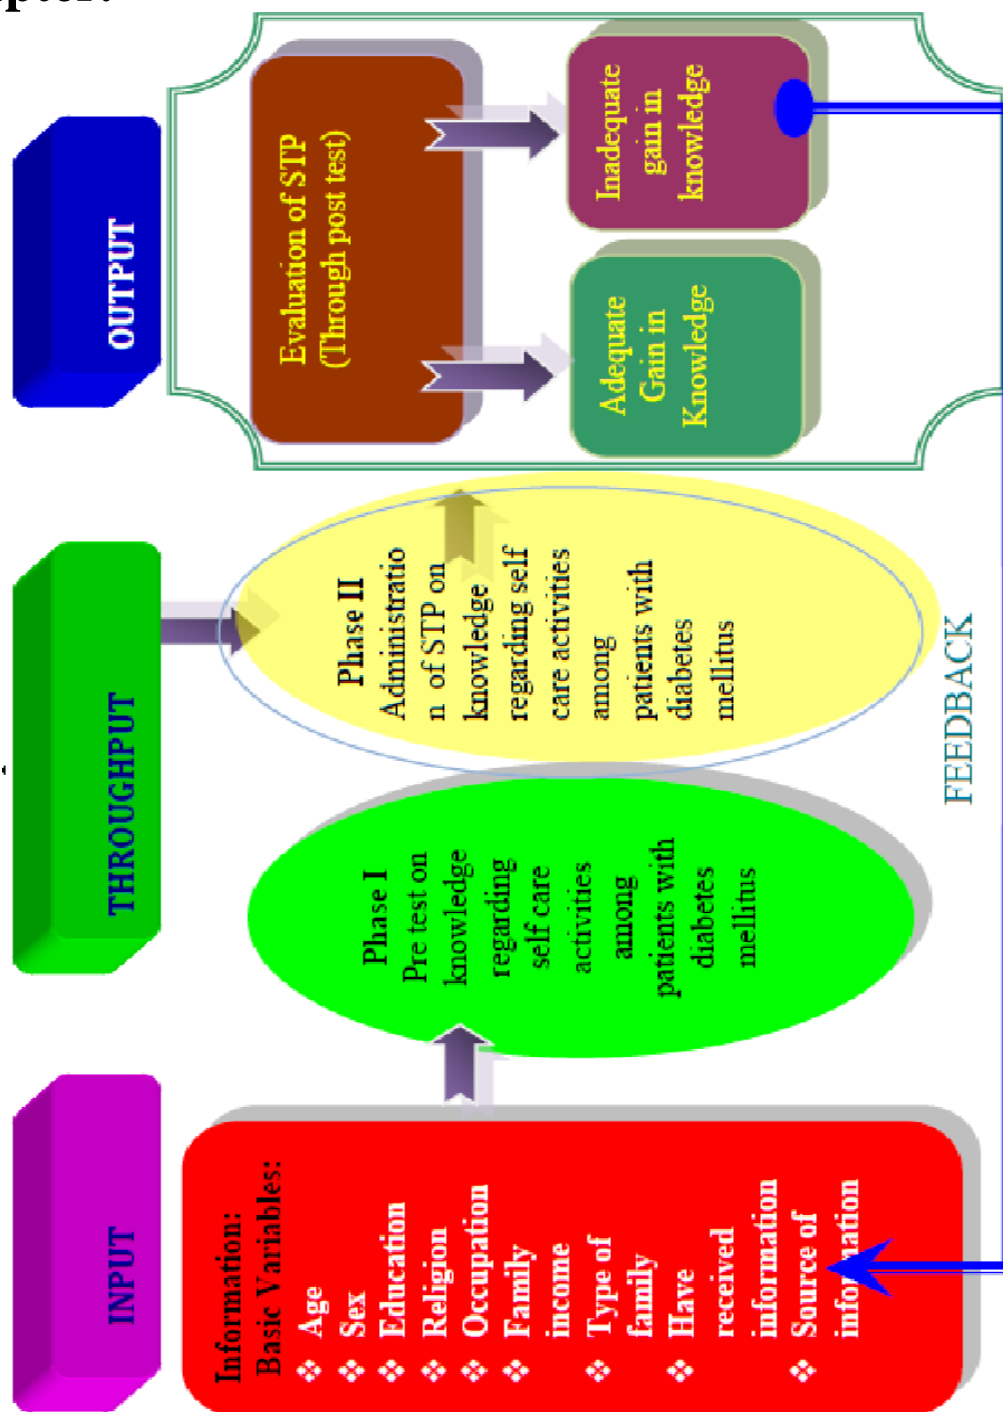 INPUT
THROUGHPUT
OUTPUT
Information:
Basic Variables:
❖ Age
❖ Sex
❖ Education
❖ Religion
❖ Occupation
❖ Family
income
❖ Type of
family
❖ Have
received
information
❖ Source of
information
Phase I
Pre test on
knowledge
regarding
self care
activities
among
patients with
diabetes
mellitus
Phase II
Administratio
n of STP on
knowledge
regarding self
care activities
among
patients with
diabetes
mellitus
Evaluation of STP
(Through post test)
Adequate
Gain in
Knowledge
Inadequate
gain in
knowledge
FEEDBACK